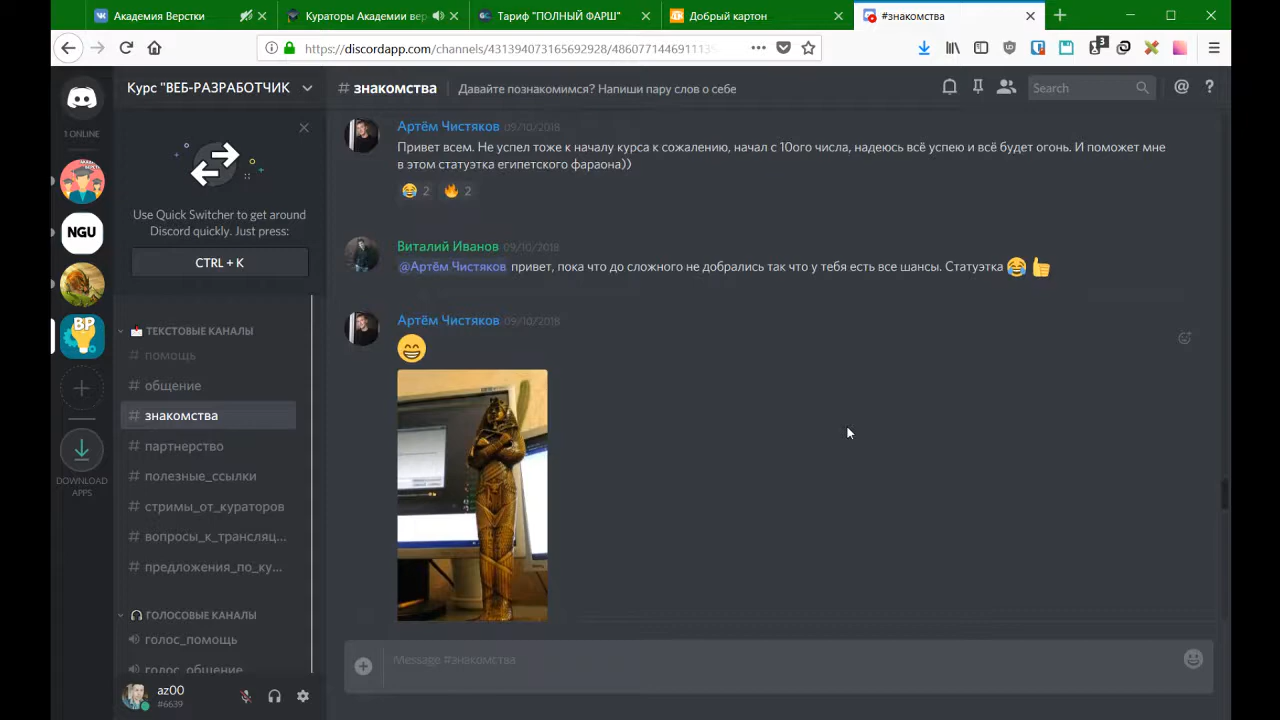 Академия Верстки
Кураторы Академии вер
Тариф "ПОЛНЫЙ ФАРШ"
Добрый картон
#знакомства
https://discordapp.com/channels/431394073165692928/4860771446911135
3
1 ONLINE
NGU
BP
DOWNLOAD
APPS
Курс "ВЕБ-РАЗРАБОТЧИК
Use Quick Switcher to get around
Discord quickly. Just press:
CTRL + K
ТЕКСТОВЫЕ КАНАЛЫ
# помощь
# общение
# знакомства
# партнерство
# полезные_ссылки
# стримы_от_кураторов
# вопросы_к_трансляц...
# предложения_по_ку...
ГОЛОСОВЫЕ КАНАЛЫ
голос_помощь
голос_общение
az00
#6639
# знакомства
Давайте познакомимся? Напиши пару слов о себе
Search
Артём Чистяков 09/10/2018
Привет всем. Не успел тоже к началу курса к сожалению, начал с 10ого числа, надеюсь всё успею и всё будет огонь. И поможет мне
в этом статуэтка египетского фараона))
😂 2 🔥 2
Виталий Иванов 09/10/2018
@Артём Чистяков привет, пока что до сложного не добрались так что у тебя есть все шансы. Статуэтка 😂 👍
Артём Чистяков 09/10/2018
😁
Message #знакомства